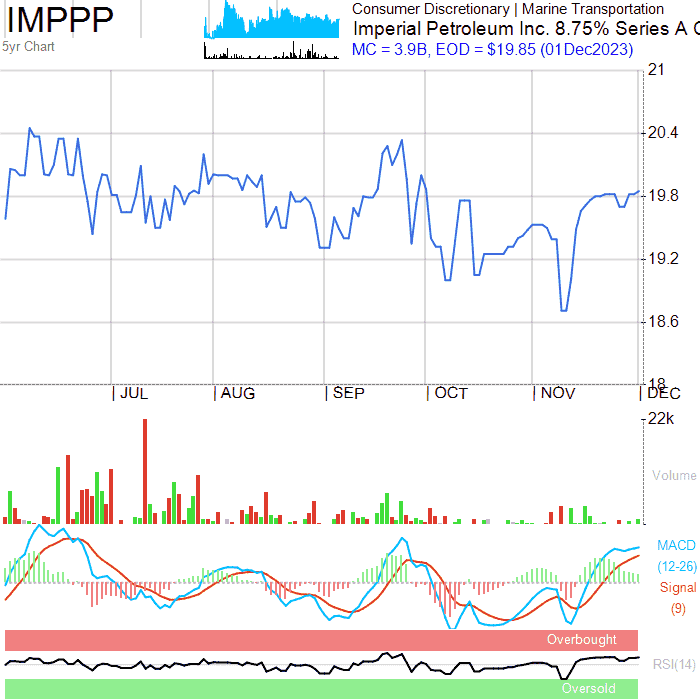 IMPPP
5yr Chart
Consumer Discretionary | Marine Transportation
Imperial Petroleum Inc. 8.75% Series A C
MC = 3.9B, EOD = $19.85 (01Dec2023)
21
20.4
19.8
19.2
18.6
18
JUL AUG SEP OCT NOV DEC
22k
Volume
MACD
(12-26)
Signal
(9)
Overbought
RSI(14)
Oversold